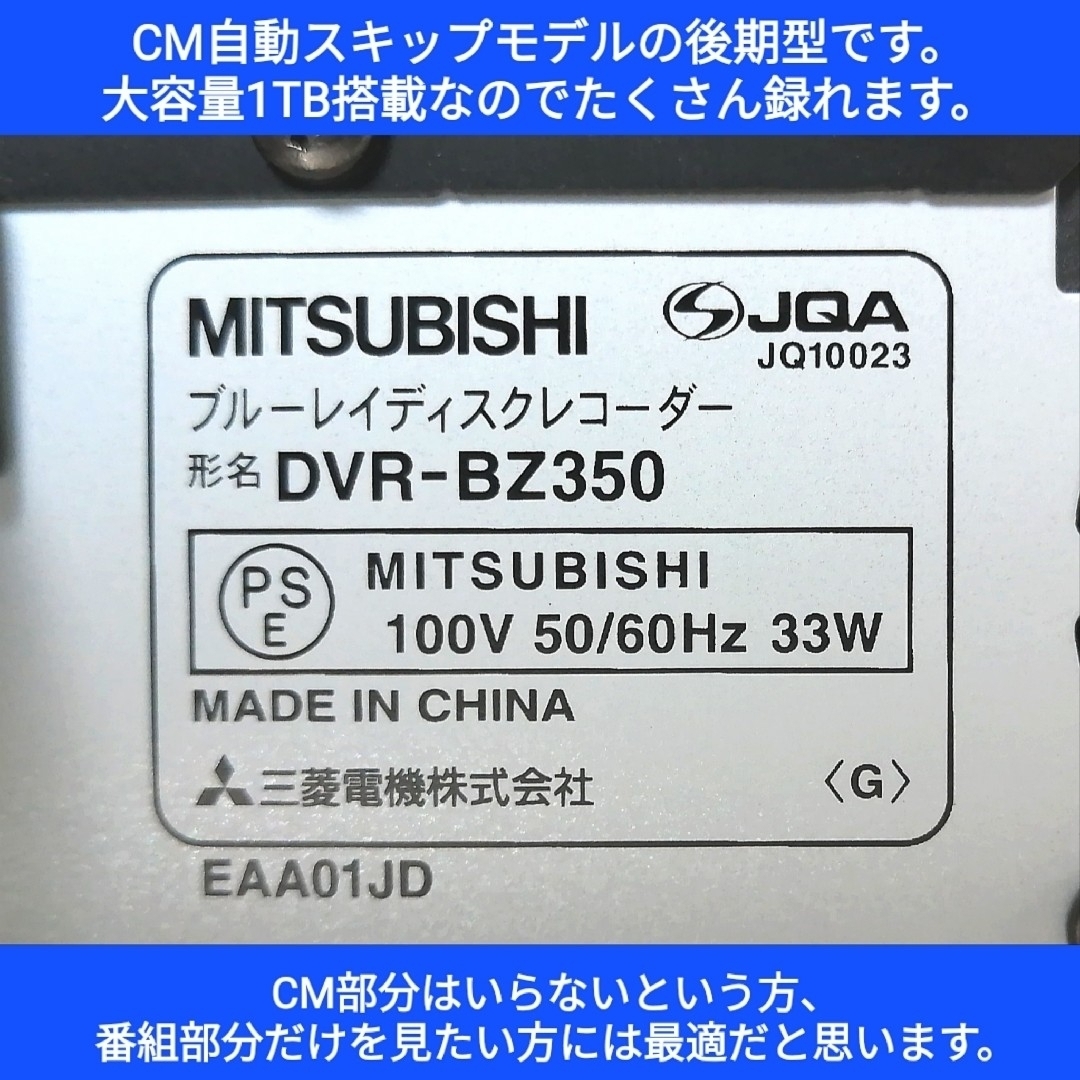 CM自動スキップモデルの後期型です。
大容量1TB搭載なのでたくさん録れます。
MITSUBISHI
JQA
JQ10023
ブルーレイディスクレコーダー
形名 DVR-BZ350
PSE
MITSUBISHI
100V 50/60Hz 33W
MADE IN CHINA
三菱電機株式会社 〈G〉
EAA01JD
CM部分はいらないという方、
番組部分だけを見たい方には最適だと思います。